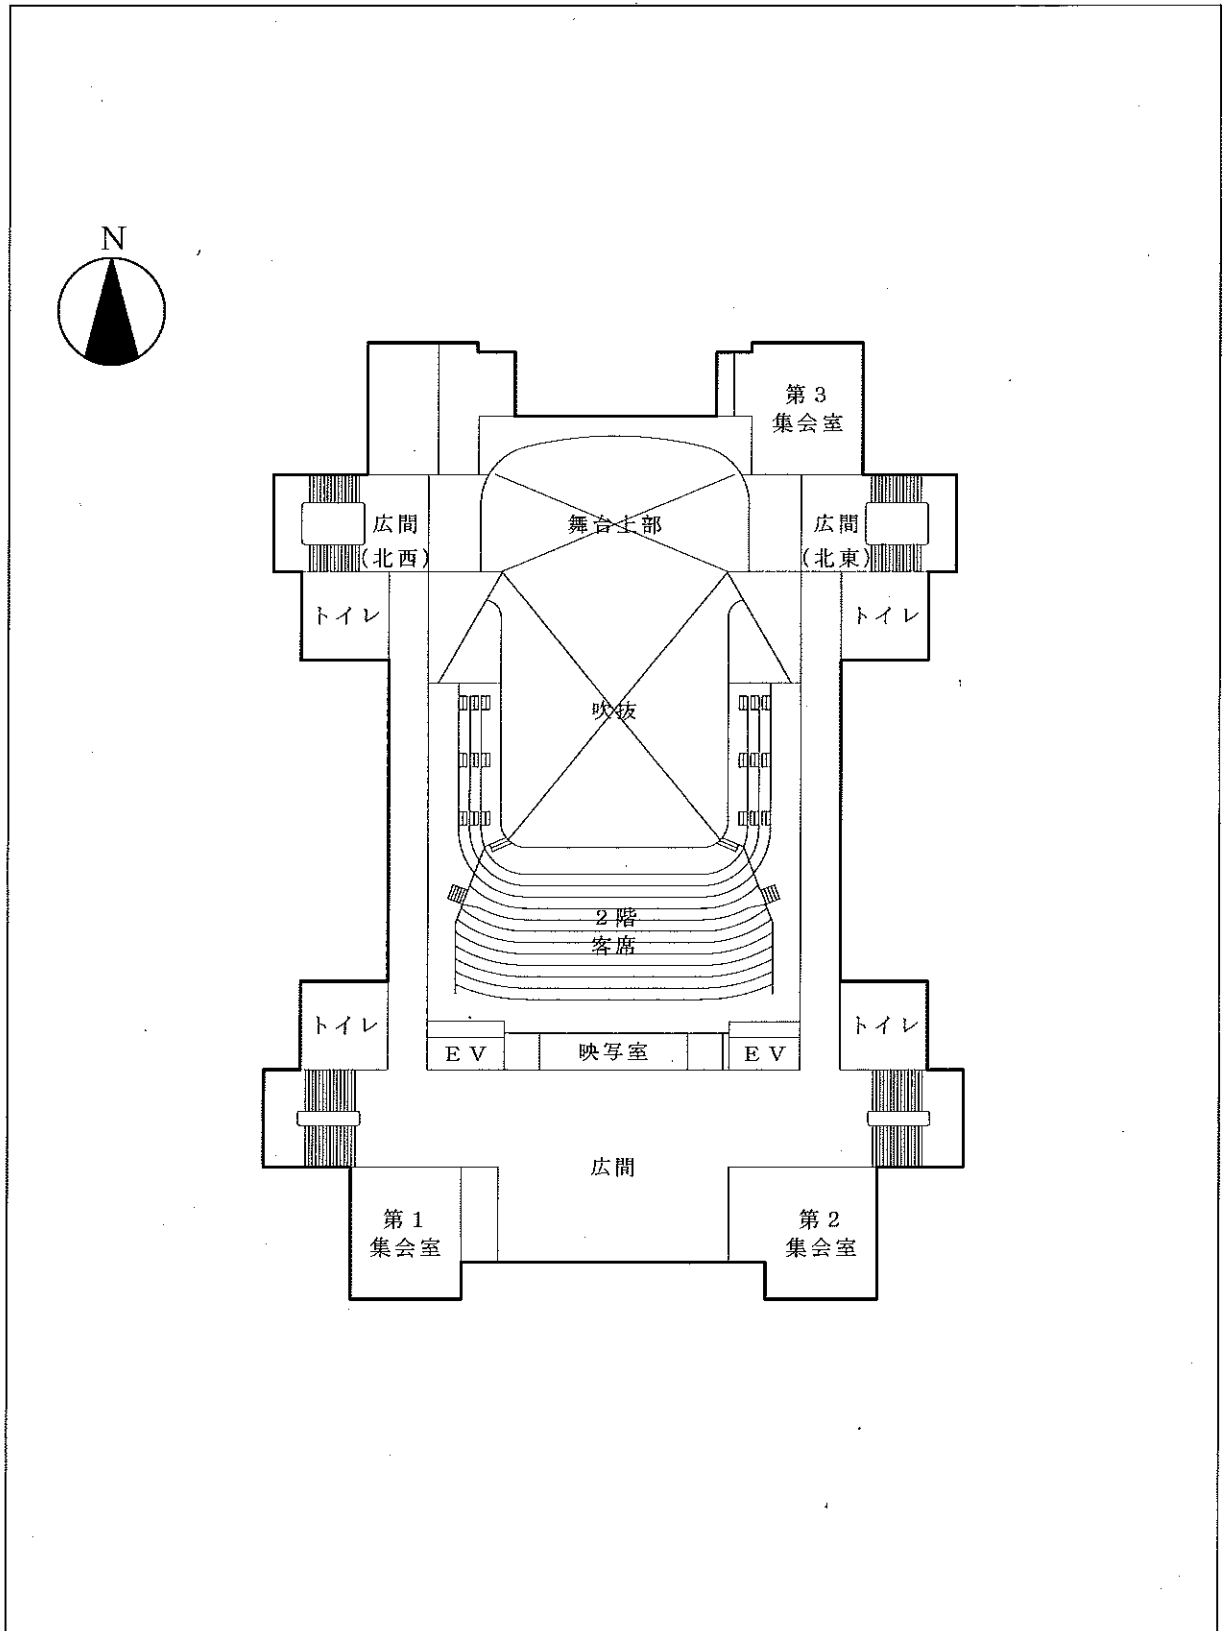 N
第3
集会室
広間
(北西)
舞台上部
広間
(北東)
トイレ
トイレ
吹抜
2階
客席
トイレ
トイレ
EV
映写室
EV
広間
第1
集会室
第2
集会室